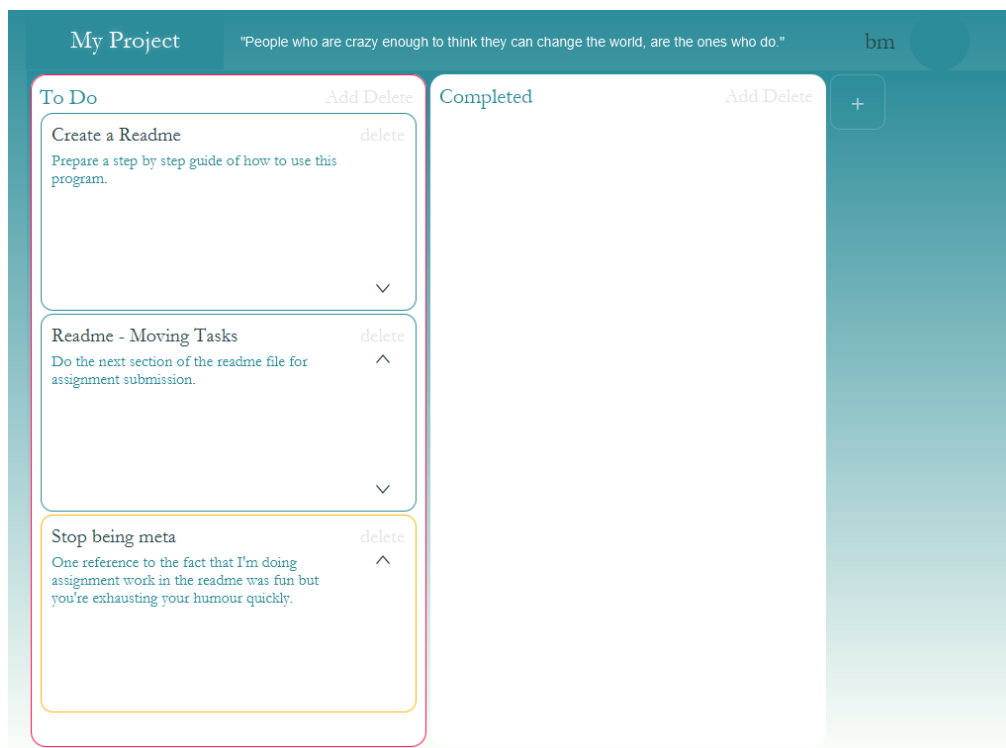 My Project
"People who are crazy enough to think they can change the world, are the ones who do."
bm
To Do
Add Delete
Create a Readme
delete
Prepare a step by step guide of how to use this
program.
Readme - Moving Tasks
delete
Do the next section of the readme file for
assignment submission.
Stop being meta
delete
One reference to the fact that I'm doing
assignment work in the readme was fun but
you're exhausting your humour quickly.
Completed
Add Delete
+